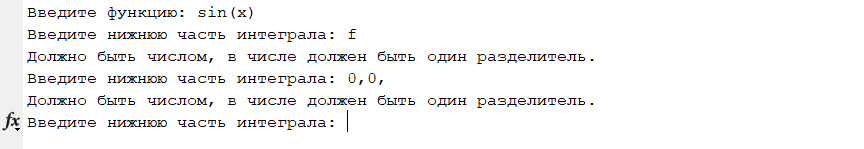 Введите функцию: sin(x)
Введите нижнюю часть интеграла: f
Должно быть числом, в числе должен быть один разделитель.
Введите нижнюю часть интеграла: 0,0,
Должно быть числом, в числе должен быть один разделитель.
fx Введите нижнюю часть интеграла: